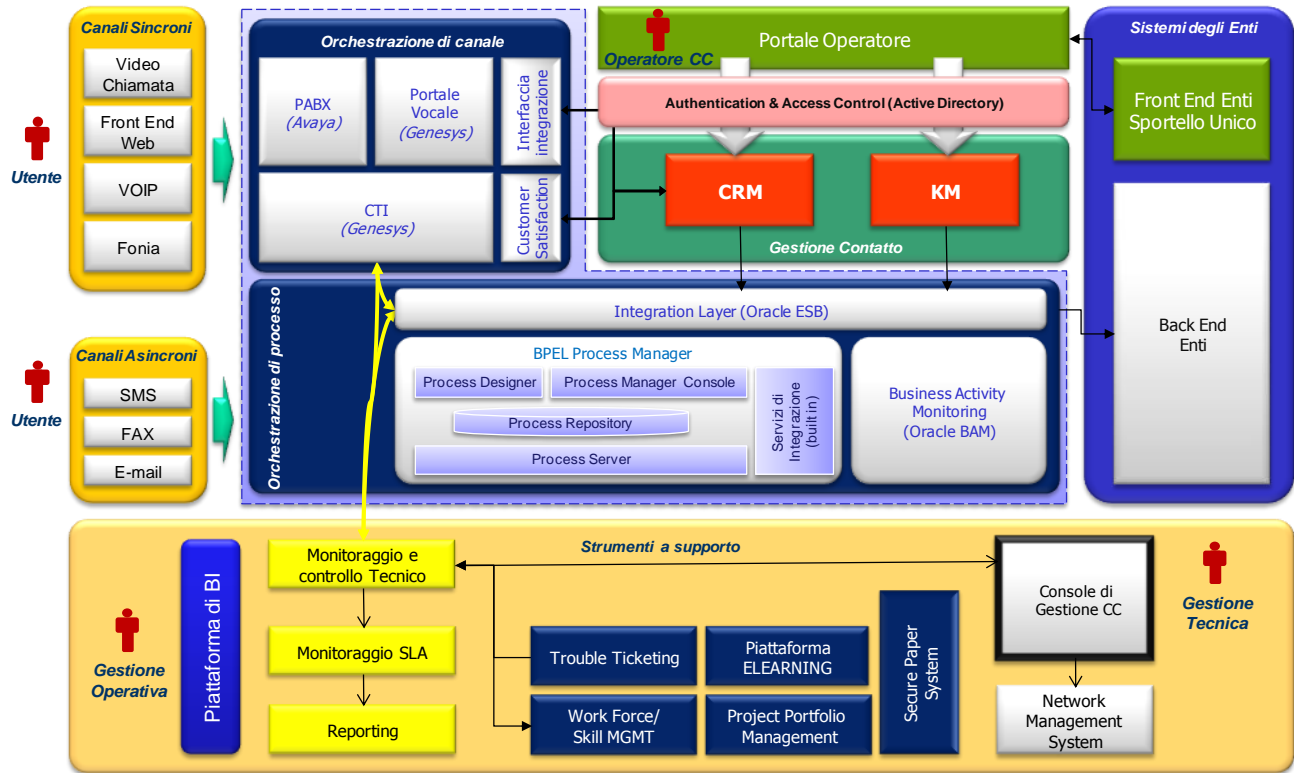 Canali Sincroni
Video
Chiamata
Front End
Web
VOIP
Fonia
Utente
Canali Asincroni
SMS
FAX
E-mail
Utente
Orchestrazione di canale
PABX
(Avaya)
Portale
Vocale
(Genesys)
Interfaccia
integrazione
CTI
(Genesys)
Customer
Satisfaction
Operatore CC
Portale Operatore
Authentication & Access Control (Active Directory)
CRM
KM
Gestione Contatto
Sistemi degli Enti
Front End Enti
Sportello Unico
Back End
Enti
Orchestrazione di processo
Integration Layer (Oracle ESB)
BPEL Process Manager
Process Designer
Process Manager Console
Process Repository
Process Server
Servizi di
Integrazione
(built in)
Business Activity
Monitoring
(Oracle BAM)
Strumenti a supporto
Gestione
Operativa
Piattaforma di BI
Monitoraggio e
controllo Tecnico
Monitoraggio SLA
Reporting
Trouble Ticketing
Piattaforma
ELEARNING
Work Force/
Skill MGMT
Project Portfolio
Management
Secure Paper
System
Console di
Gestione CC
Network
Management
System
Gestione
Tecnica